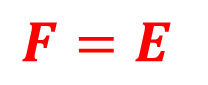 F = E